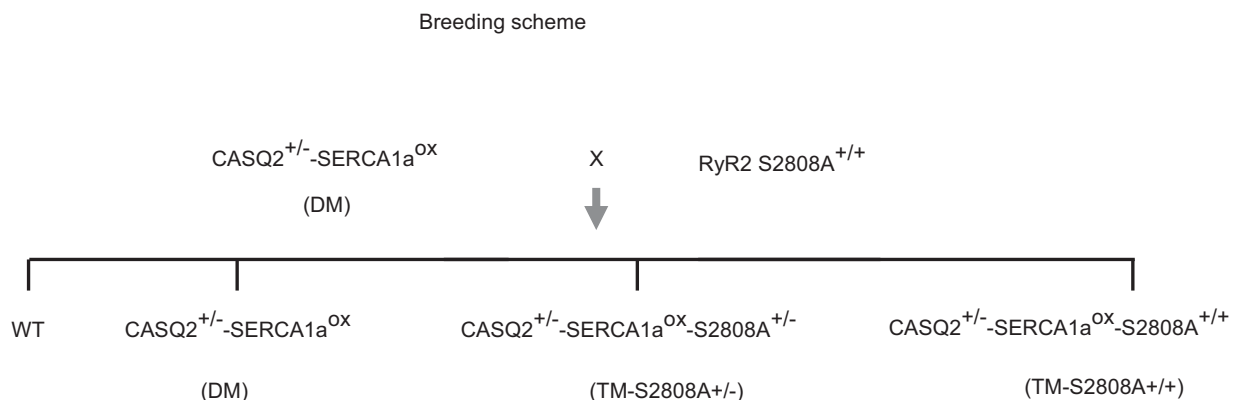 Breeding scheme
CASQ2+/--SERCA1aOX X RyR2 S2808A+/+
(DM)
WT CASQ2+/--SERCA1aOX CASQ2+/--SERCA1aOX-S2808A+/- CASQ2+/--SERCA1aOX-S2808A+/+
(DM) (TM-S2808A+/-) (TM-S2808A+/+)